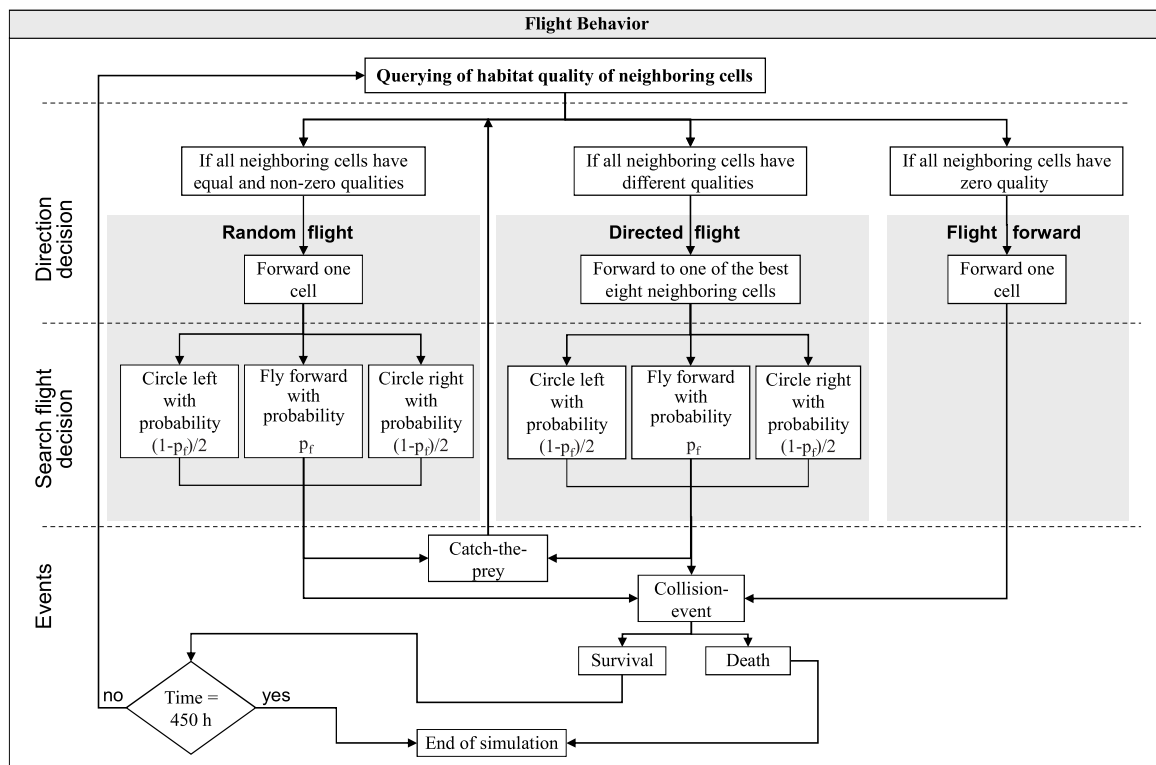 Flight Behavior
Querying of habitat quality of neighboring cells
Direction
decision
If all neighboring cells have
equal and non-zero qualities
If all neighboring cells have
different qualities
If all neighboring cells have
zero quality
Random flight
Directed flight
Flight forward
Forward one
cell
Forward to one of the best
eight neighboring cells
Forward one
cell
Search flight
decision
Circle left
with
probability
(1-pf)/2
Fly forward
with
probability
pf
Circle right
with
probability
(1-pf)/2
Circle left
with
probability
(1-pf)/2
Fly forward
with
probability
pf
Circle right
with
probability
(1-pf)/2
Events
Catch-the-
prey
Collision-
event
Survival
Death
no
Time =
450 h
yes
End of simulation